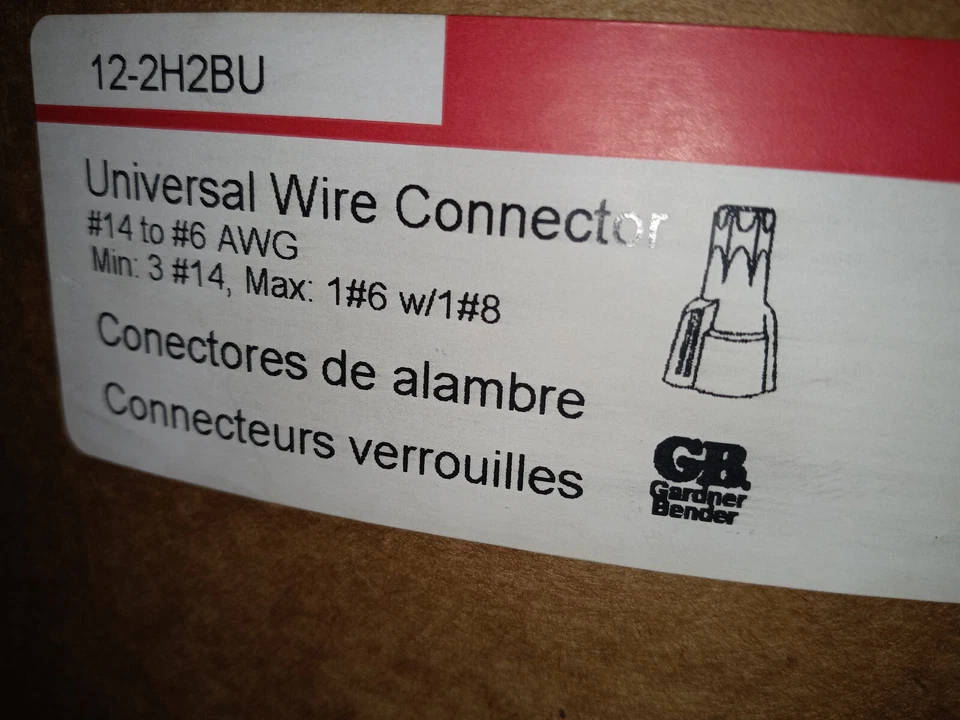 12-2H2BU
Universal Wire Connector
#14 to #6 AWG
Min: 3 #14, Max: 1#6 w/1#8
Conectores de alambre
Connecteurs verrouilles
GB
Gardner
Bender